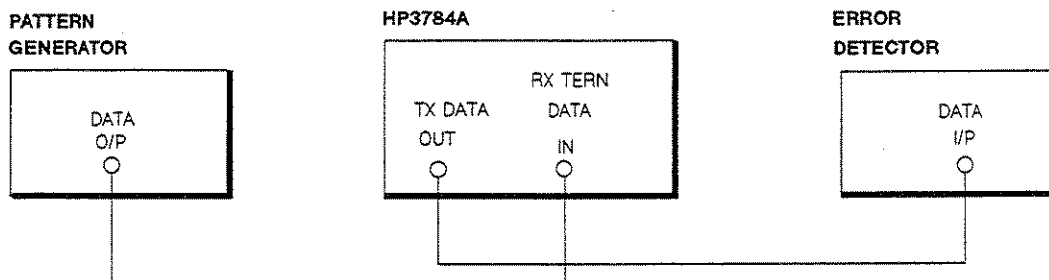 PATTERN
GENERATOR
DATA
O/P
HP3784A
TX DATA
OUT
RX TERN
DATA
IN
ERROR
DETECTOR
DATA
I/P